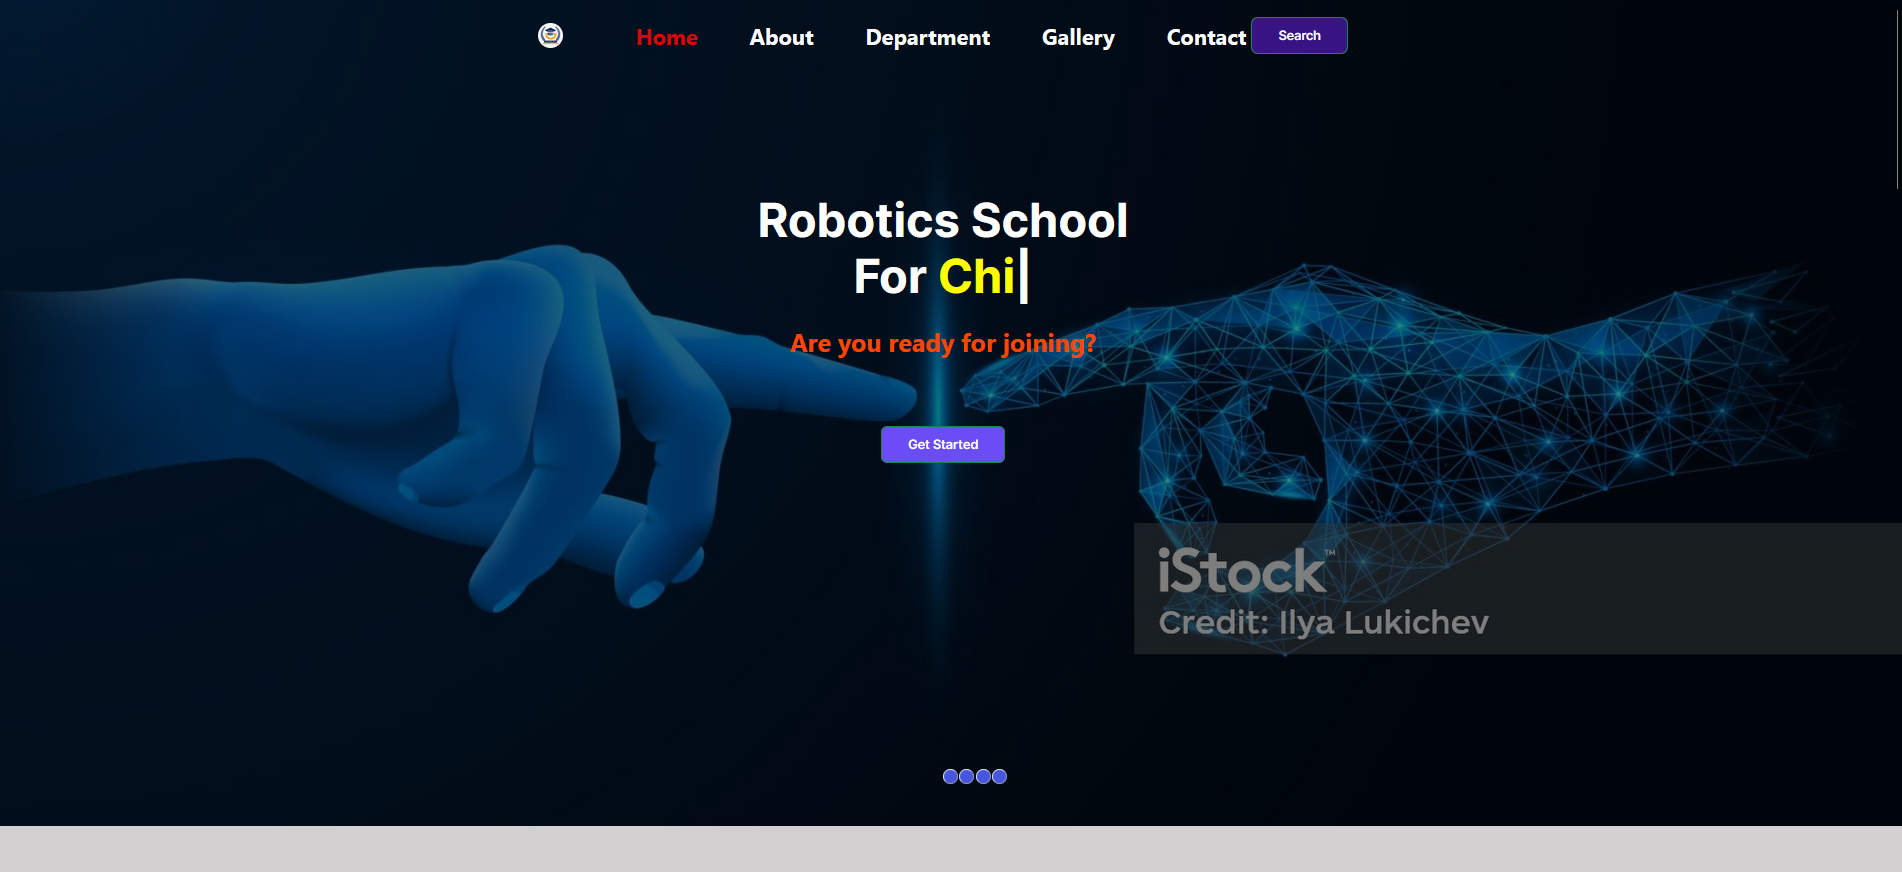 Home About Department Gallery Contact Search
Robotics School
For Chi|
Are you ready for joining?
Get Started
iStock™
Credit: Ilya Lukichev